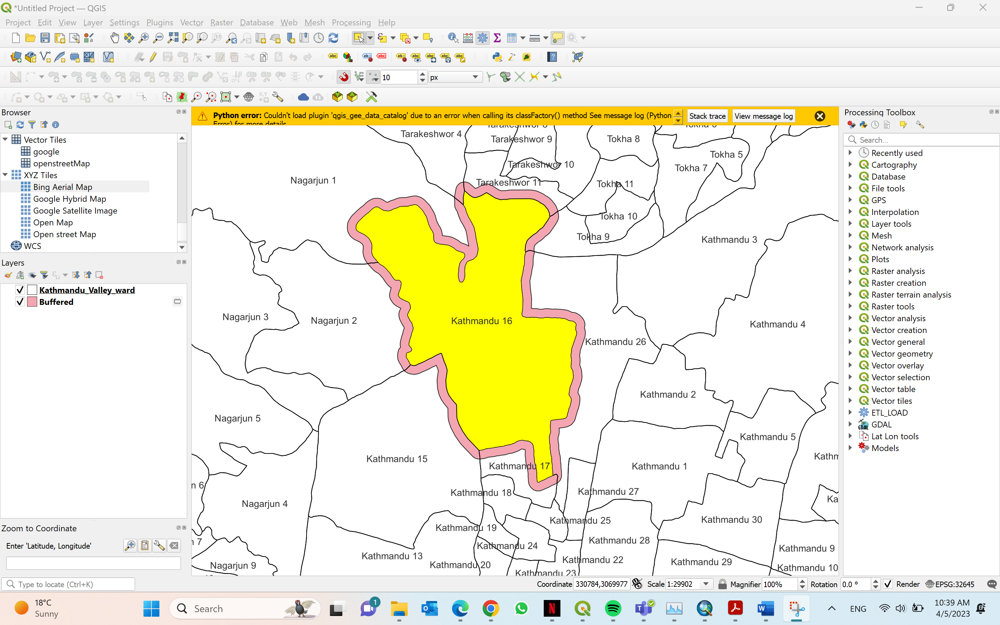 *Untitled Project — QGIS
Project Edit View Layer Settings Plugins Vector Raster Database Web Mesh Processing Help
10 px
Browser
Python error: Couldn't load plugin 'qgis_gee_data_catalog' due to an error when calling its classFactory() method See message log (Python
Error) for more details
Stack trace
View message log
Processing Toolbox
Vector Tiles
google
openstreetMap
XYZ Tiles
Bing Aerial Map
Google Hybrid Map
Google Satellite Image
Open Map
Open street Map
WCS
Layers
Kathmandu_Valley_ward
Buffered
Zoom to Coordinate
Enter 'Latitude, Longitude'
Type to locate (Ctrl+K)
Tarakeshwor 4
Tarakeshwor 9
Tokha 8
Tokha 5
Tarakeshwor 10
Tokha 7
Nagarjun 1
Tarakeshwor 11
Tokha 11
Tokha 10
Tokha 9
Kathmandu 3
Nagarjun 3
Nagarjun 2
Kathmandu 16
Kathmandu 4
Kathmandu 26
Kathmandu 2
Nagarjun 5
Kathmandu 5
Kathmandu 15
Kathm
Kathmandu 17
Kathmandu 1
n 6
Kathmandu 18
Kathmandu 27
Ka
Nagarjun 4
Kathmandu 25
Kathmandu 30
Kathmandu 19
7
Kathmandu 24
Kathmandu 28
Kathmandu 9
Kathmandu 13
Kathmandu 22
Kathmandu 29
Nagarjun 9
Kathmandu 20
Kathmandu 10
Kathmandu 23
Search...
Recently used
Cartography
Database
File tools
GPS
Interpolation
Layer tools
Mesh
Network analysis
Plots
Raster analysis
Raster creation
Raster terrain analysis
Raster tools
Vector analysis
Vector creation
Vector general
Vector geometry
Vector overlay
Vector selection
Vector table
Vector tiles
ETL_LOAD
GDAL
Lat Lon tools
Models
Coordinate 330784,3069977 Scale 1:29902 Magnifier 100% Rotation 0.0 ° Render EPSG:32645
18°C
Sunny
Search
1
ENG
10:39 AM
4/5/2023